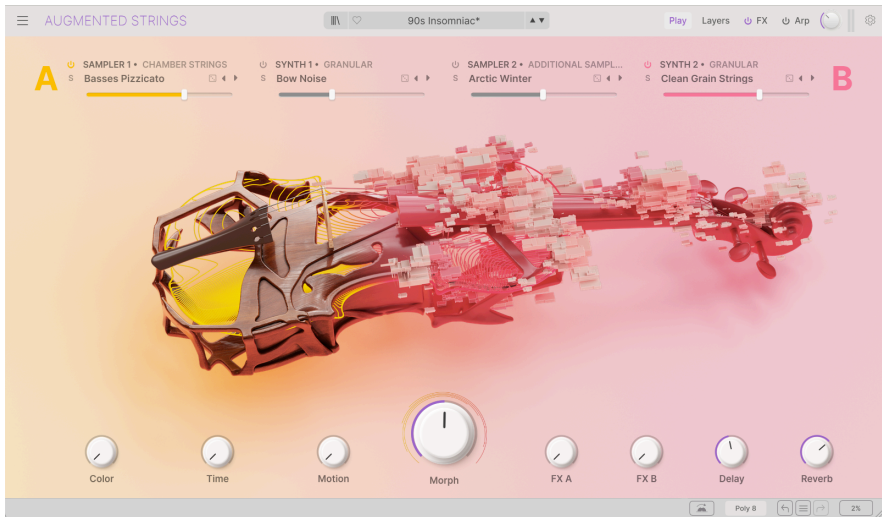 AUGMENTED STRINGS
90s Insomniac*
Play Layers FX Arp
A
SAMPLER 1 • CHAMBER STRINGS
S Basses Pizzicato
SYNTH 1 • GRANULAR
Bow Noise
SAMPLER 2 • ADDITIONAL SAMPL...
S Arctic Winter
SYNTH 2 • GRANULAR
S Clean Grain Strings
B
Color
Time
Motion
Morph
FX A
FX B
Delay
Reverb
Poly 8
2%